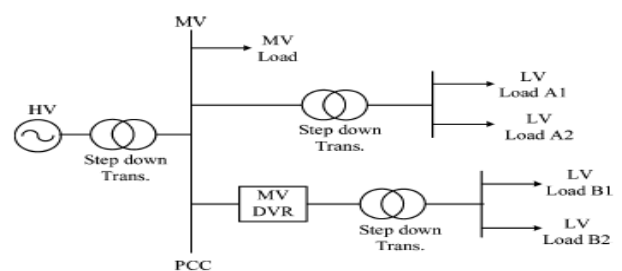 MV
MV
Load
HV
Step down
Trans.
Step down
Trans.
LV
Load A1
LV
Load A2
MV
DVR
Step down
Trans.
LV
Load B1
LV
Load B2
PCC